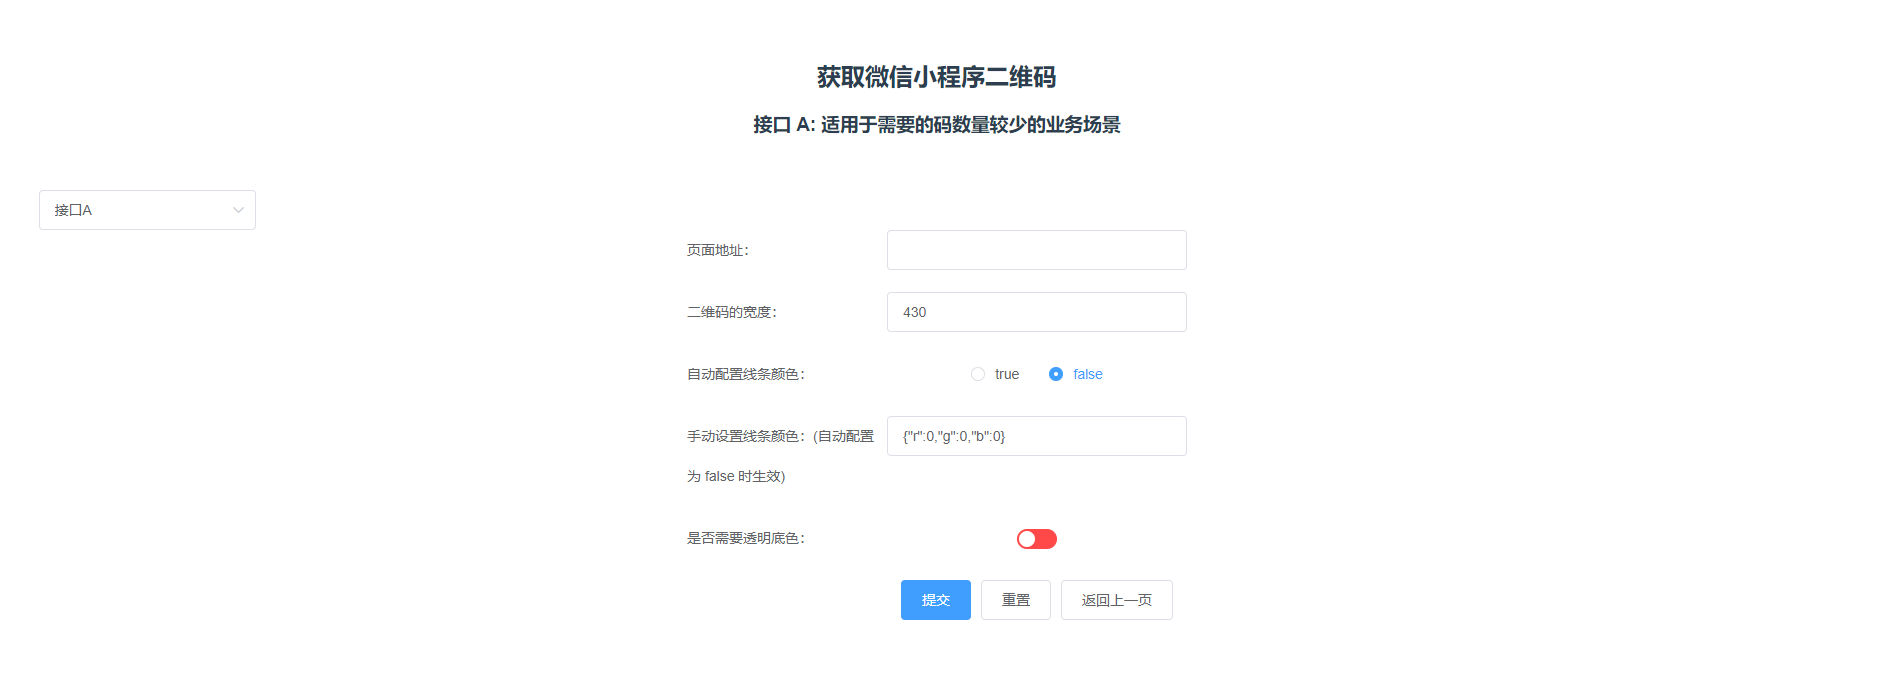 获取微信小程序二维码
接口 A: 适用于需要的码数量较少的业务场景
接口A
页面地址：
二维码的宽度： 430
自动配置线条颜色： true false
手动设置线条颜色：(自动配置 {"r":0,"g":0,"b":0}
为 false 时生效)
是否需要透明底色：
提交 重置 返回上一页